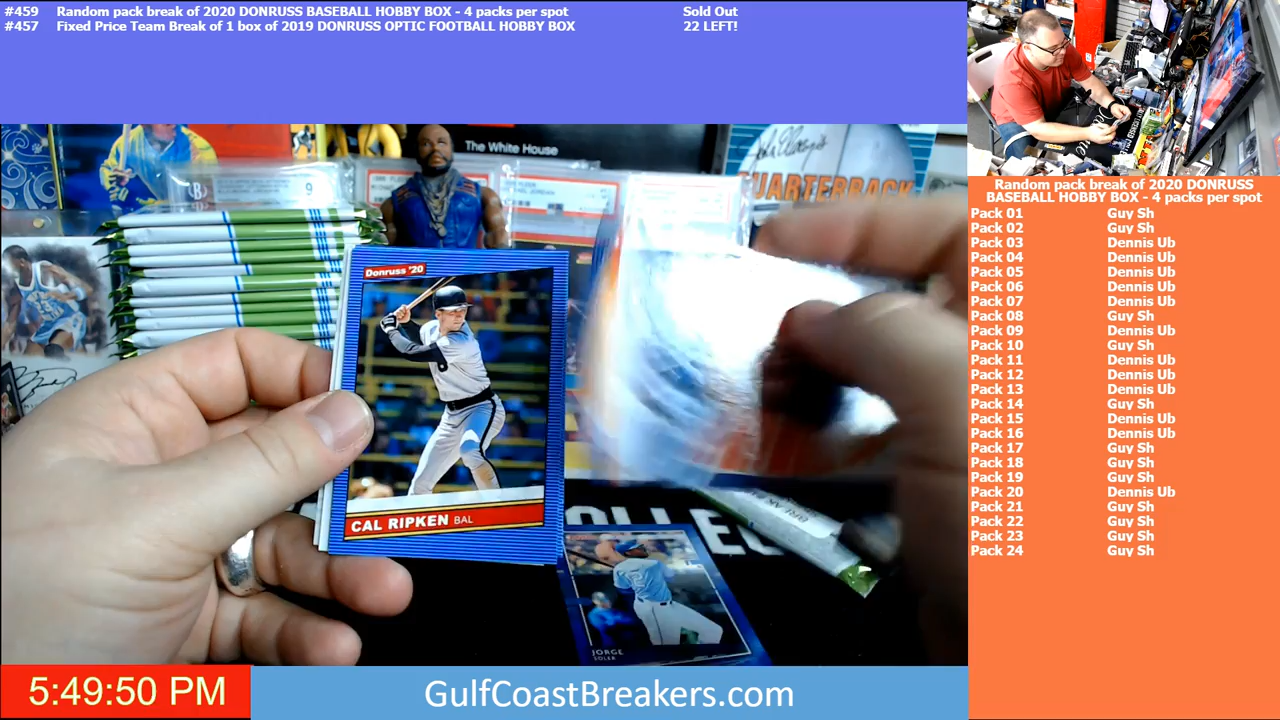 #459 Random pack break of 2020 DONRUSS BASEBALL HOBBY BOX - 4 packs per spot Sold Out
#457 Fixed Price Team Break of 1 box of 2019 DONRUSS OPTIC FOOTBALL HOBBY BOX 22 LEFT!
The White House
QUARTERBACK
9
Donruss '20
CAL RIPKEN BAL
JORGE
SOLER
Random pack break of 2020 DONRUSS
BASEBALL HOBBY BOX - 4 packs per spot
Pack 01 Guy Sh
Pack 02 Guy Sh
Pack 03 Dennis Ub
Pack 04 Dennis Ub
Pack 05 Dennis Ub
Pack 06 Dennis Ub
Pack 07 Dennis Ub
Pack 08 Guy Sh
Pack 09 Dennis Ub
Pack 10 Guy Sh
Pack 11 Dennis Ub
Pack 12 Dennis Ub
Pack 13 Dennis Ub
Pack 14 Guy Sh
Pack 15 Dennis Ub
Pack 16 Dennis Ub
Pack 17 Guy Sh
Pack 18 Guy Sh
Pack 19 Guy Sh
Pack 20 Dennis Ub
Pack 21 Guy Sh
Pack 22 Guy Sh
Pack 23 Guy Sh
Pack 24 Guy Sh
5:49:50 PM
GulfCoastBreakers.com